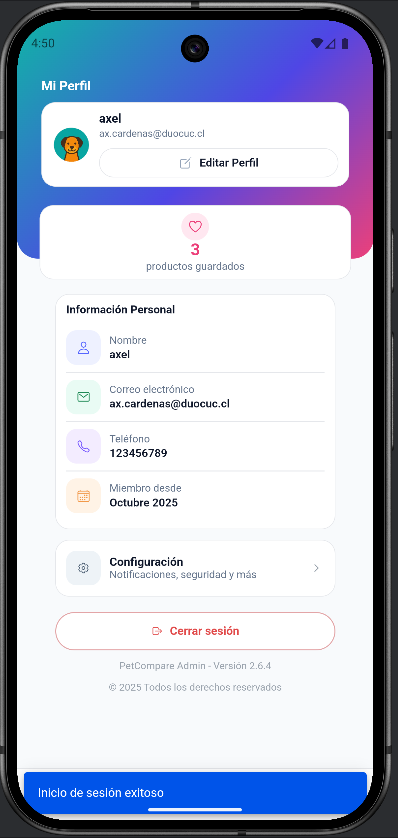 4:50
Mi Perfil
axel
ax.cardenas@duocuc.cl
Editar Perfil
3
productos guardados
Información Personal
Nombre
axel
Correo electrónico
ax.cardenas@duocuc.cl
Teléfono
123456789
Miembro desde
Octubre 2025
Configuración
Notificaciones, seguridad y más
Cerrar sesión
PetCompare Admin - Versión 2.6.4
© 2025 Todos los derechos reservados
Inicio de sesión exitoso